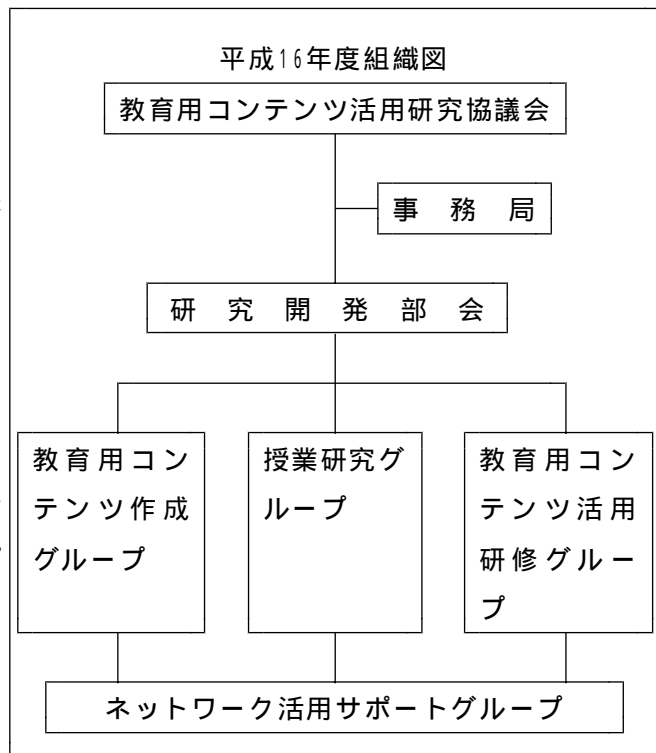 平成16年度組織図
教育用コンテンツ活用研究協議会
事務局
研究開発部会
教育用コン
テンツ作成
グループ
授業研究グ
ループ
教育用コン
テンツ活用
研修グルー
プ
ネットワーク活用サポートグループ